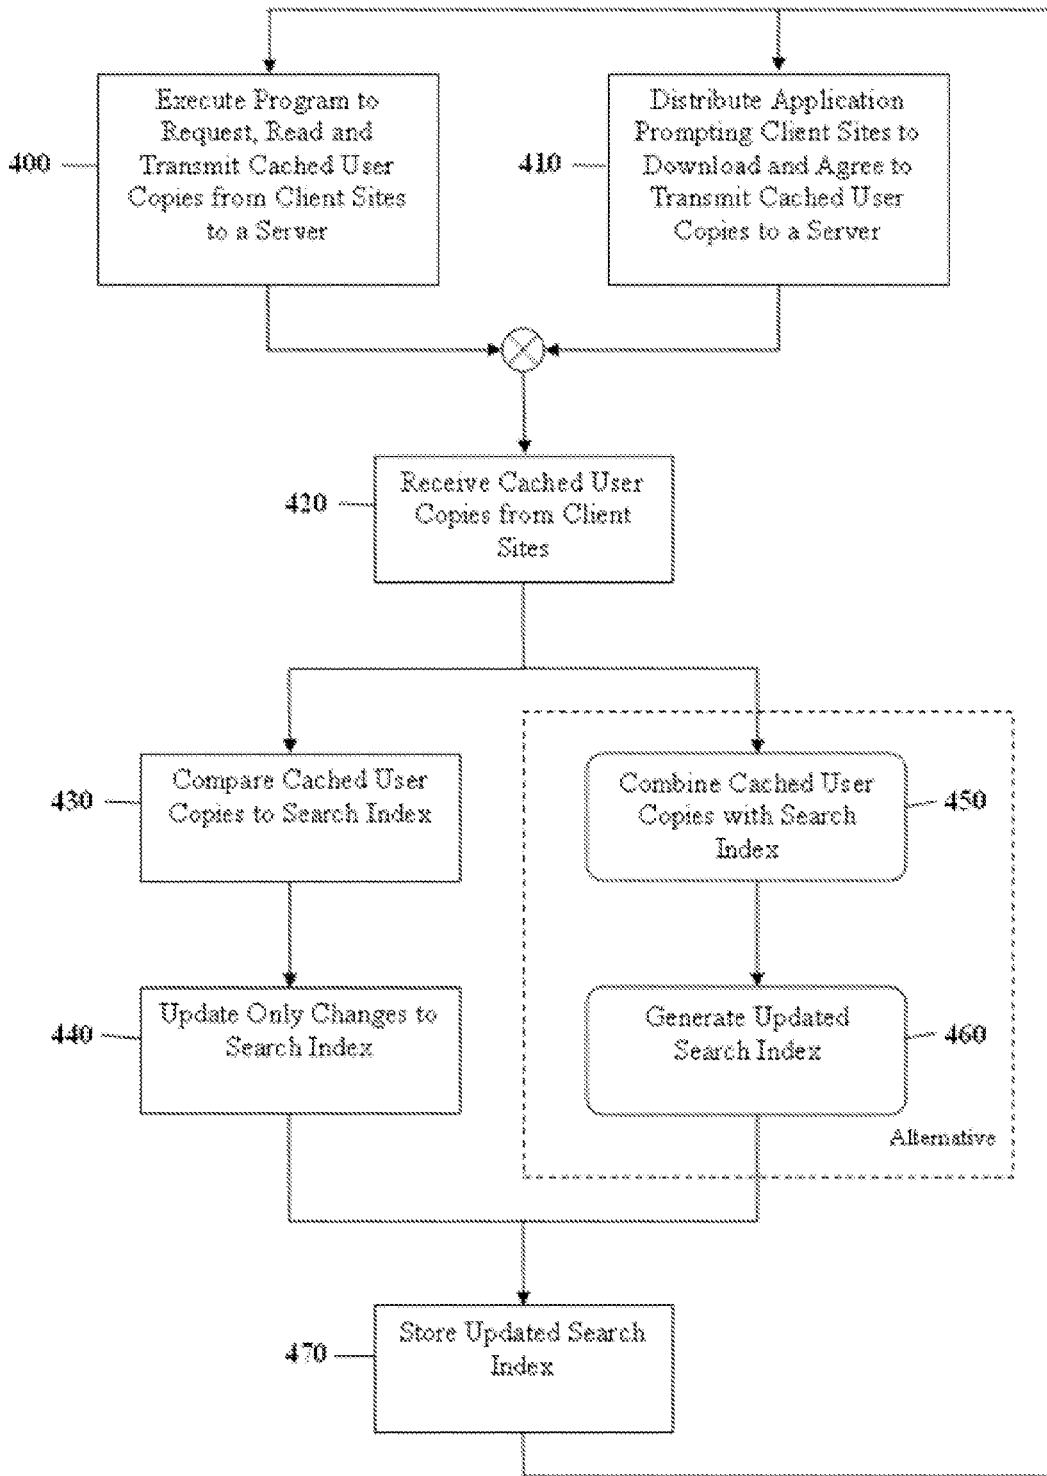 400
Execute Program to
Request, Read and
Transmit Cached User
Copies from Client Sites
to a Server
410
Distribute Application
Prompting Client Sites to
Download and Agree to
Transmit Cached User
Copies to a Server
420
Receive Cached User
Copies from Client
Sites
430
Compare Cached User
Copies to Search Index
440
Update Only Changes to
Search Index
450
Combine Cached User
Copies with Search
Index
460
Generate Updated
Search Index
Alternative
470
Store Updated Search
Index